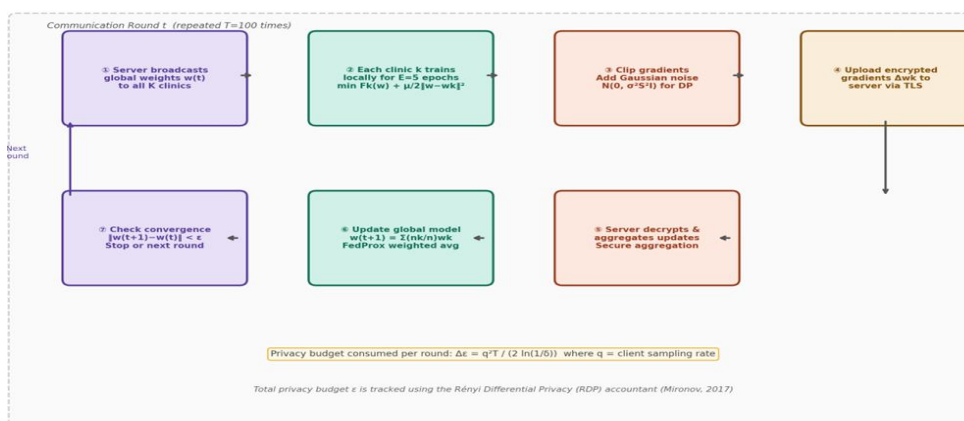 Communication Round t (repeated T=100 times)
① Server broadcasts
global weights w(t)
to all K clinics
② Each clinic k trains
locally for E=5 epochs
min Fk(w) + μ/2‖w−wk‖²
③ Clip gradients
Add Gaussian noise
N(0, σ²S²I) for DP
④ Upload encrypted
gradients Δwk to
server via TLS
Next
ound
⑦ Check convergence
‖w(t+1)−w(t)‖ < ε
Stop or next round
⑥ Update global model
w(t+1) = Σ(nk/n)wk
FedProx weighted avg
⑤ Server decrypts &
aggregates updates
Secure aggregation
Privacy budget consumed per round: Δε = q²T / (2 ln(1/δ)) where q = client sampling rate
Total privacy budget ε is tracked using the Rényi Differential Privacy (RDP) accountant (Mironov, 2017)